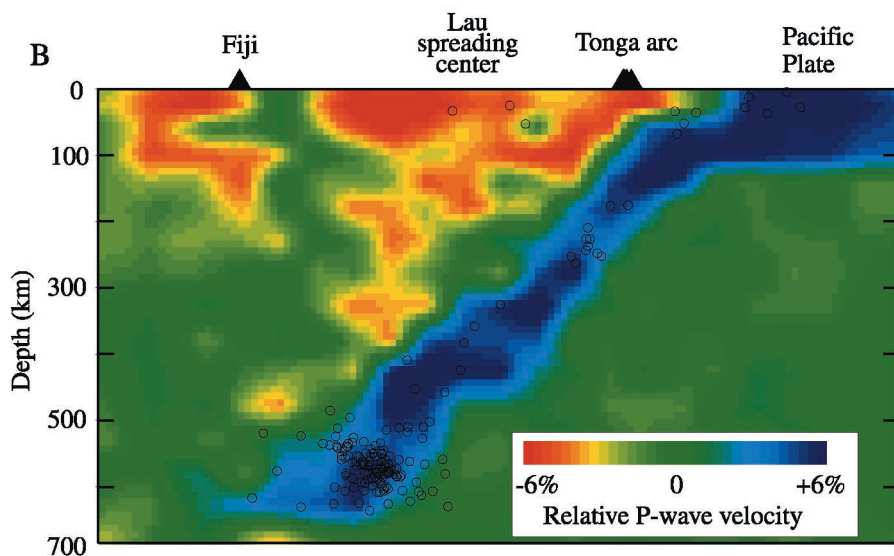 B
Fiji
Lau
spreading
center
Tonga arc
Pacific
Plate
0
100
300
500
700
Depth (km)
-6%
0
+6%
Relative P-wave velocity